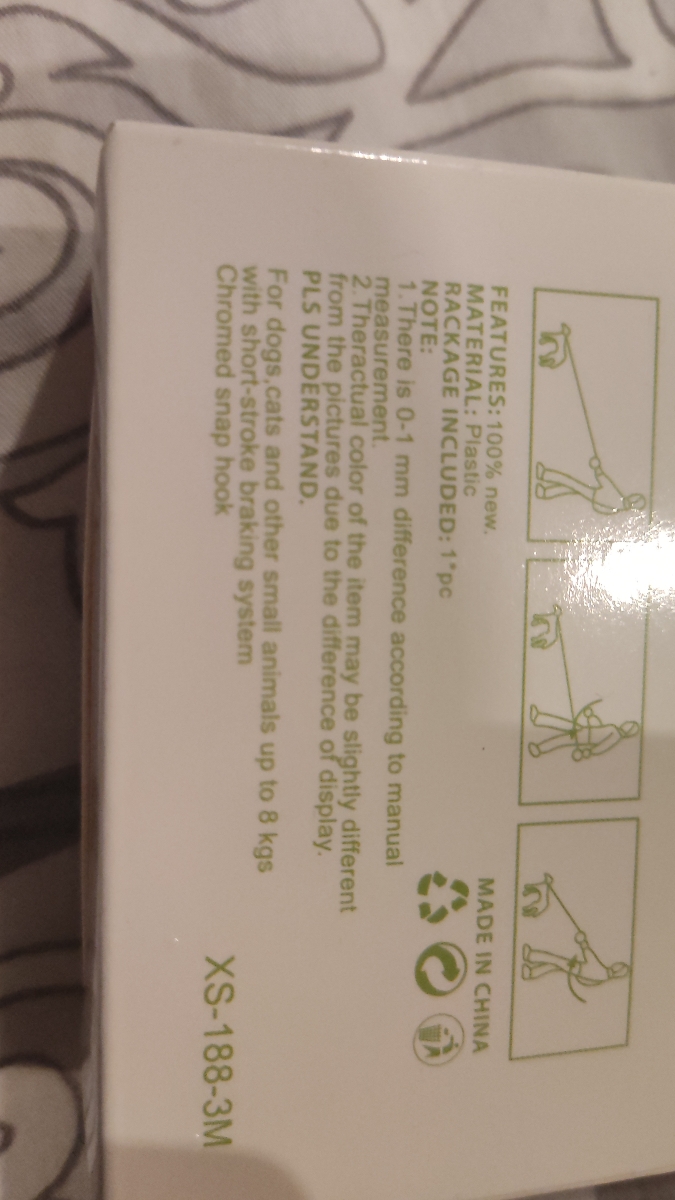 FEATURES: 100% new.
MATERIAL: Plastic
RACKAGE INCLUDED: 1*pc
NOTE:
1.There is 0-1 mm difference according to manual
measurement.
2.Theractual color of the item may be slightly different
from the pictures due to the difference of display.
PLS UNDERSTAND.
For dogs,cats and other small animals up to 8 kgs
with short-stroke braking system
Chromed snap hook
MADE IN CHINA
XS-188-3M